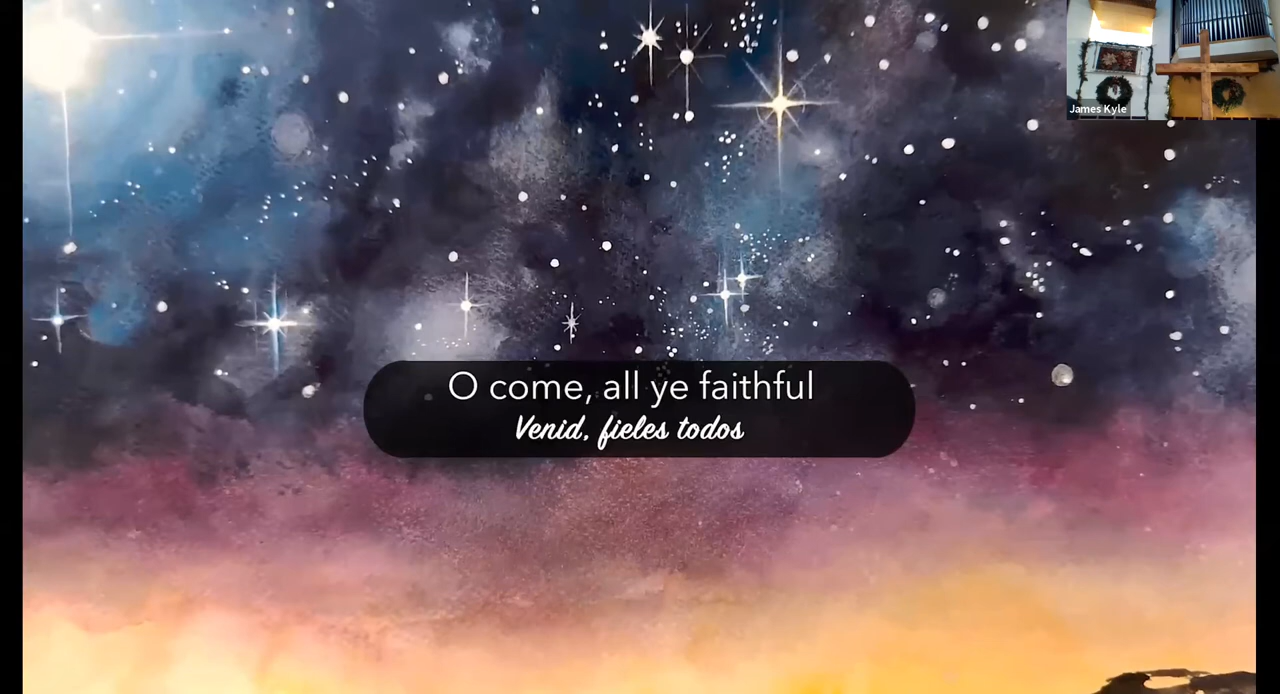 James Kyle
O come, all ye faithful
Venid, fieles todos